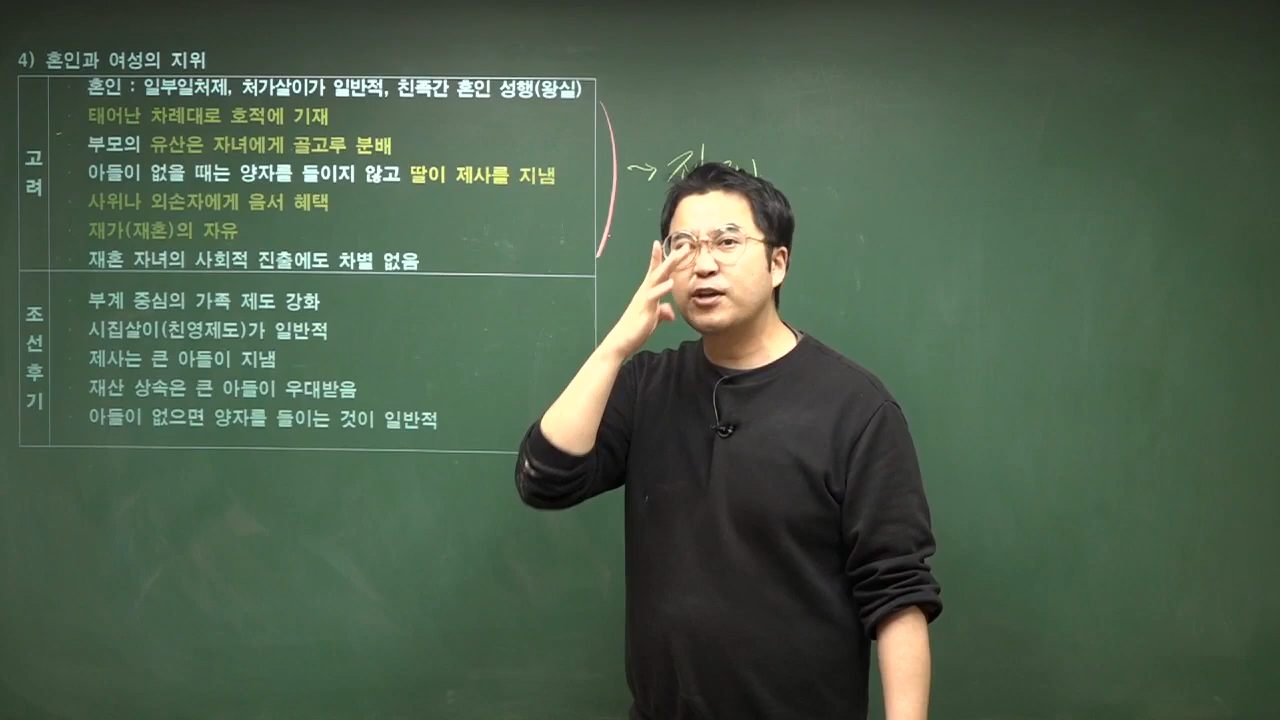 4) 혼인과 여성의 지위
고려
혼인 : 일부일처제, 처가살이가 일반적, 친족간 혼인 성행(왕실)
태어난 차례대로 호적에 기재
부모의 유산은 자녀에게 골고루 분배
아들이 없을 때는 양자를 들이지 않고 딸이 제사를 지냄
사위나 외손자에게 음서 혜택
재가(재혼)의 자유
재혼 자녀의 사회적 진출에도 차별 없음
조선후기
부계 중심의 가족 제도 강화
시집살이(친영제도)가 일반적
제사는 큰 아들이 지냄
재산 상속은 큰 아들이 우대받음
아들이 없으면 양자를 들이는 것이 일반적